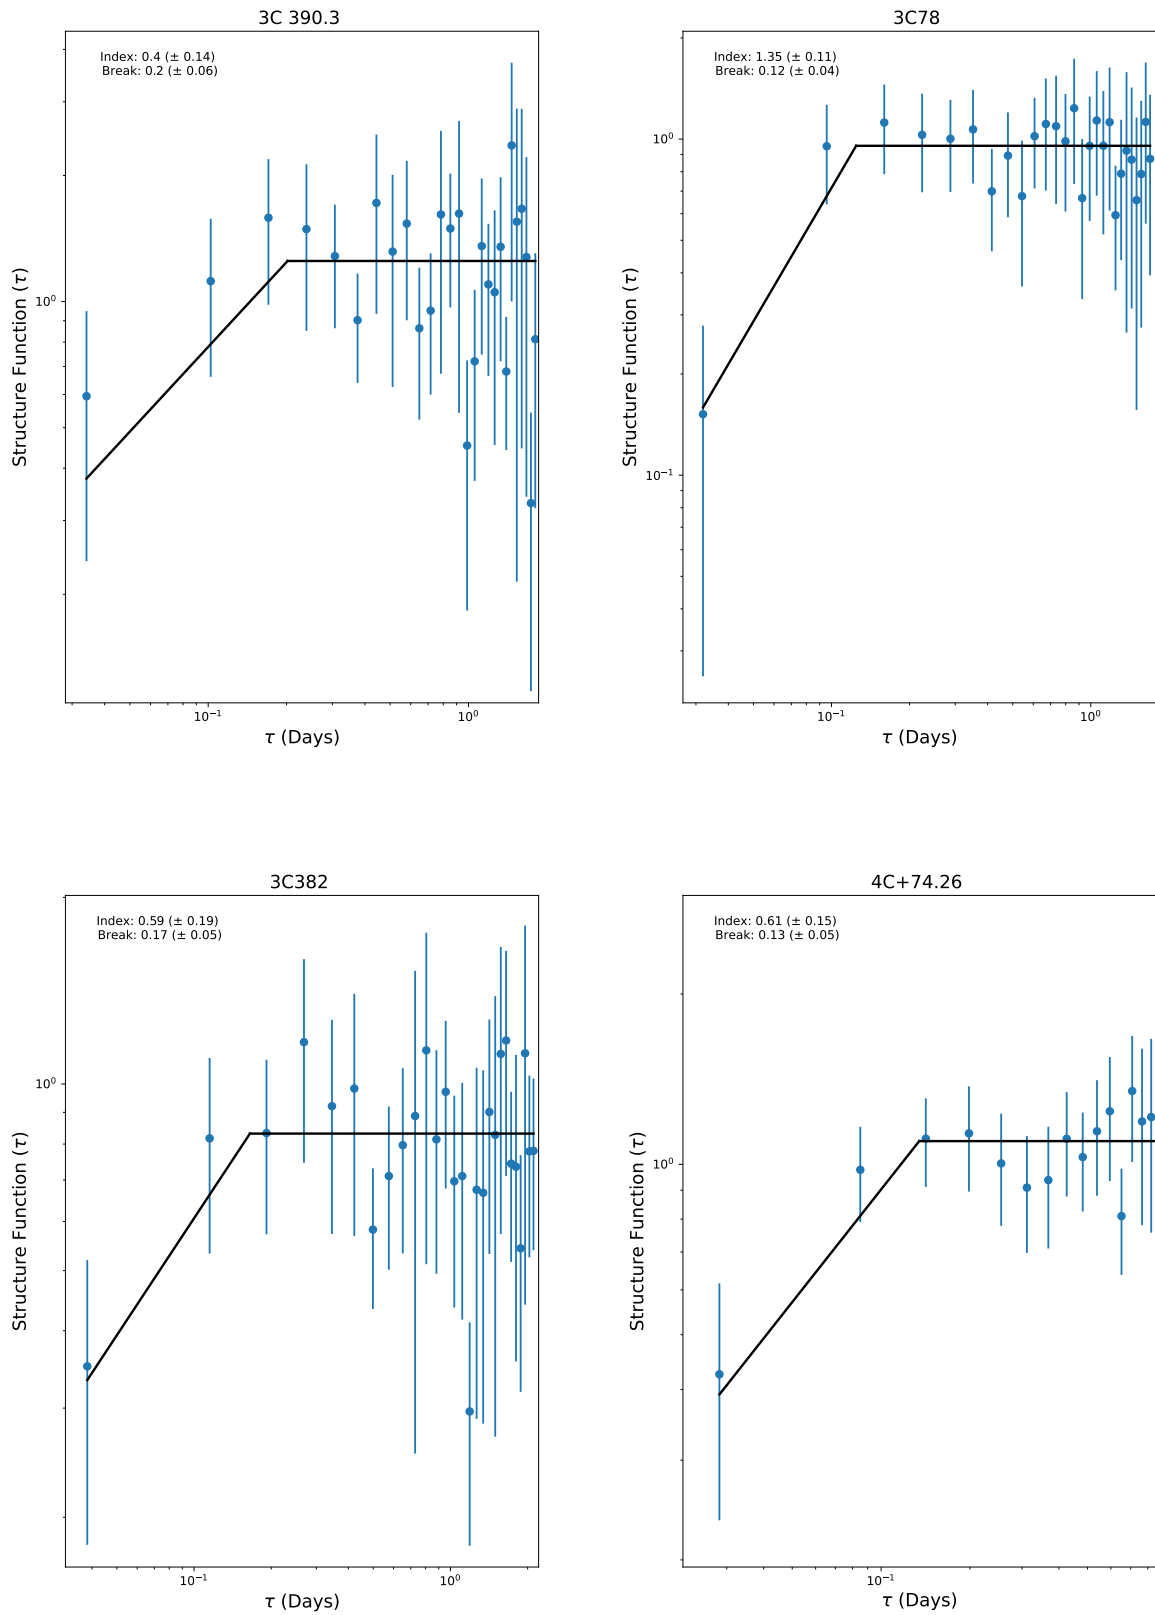 3C 390.3
Index: 0.4 (± 0.14)
Break: 0.2 (± 0.06)
10⁰
Structure Function (τ)
10⁻¹ 10⁰
τ (Days)
3C78
Index: 1.35 (± 0.11)
Break: 0.12 (± 0.04)
10⁰
10⁻¹
Structure Function (τ)
10⁻¹ 10⁰
τ (Days)
3C382
Index: 0.59 (± 0.19)
Break: 0.17 (± 0.05)
10⁰
Structure Function (τ)
10⁻¹ 10⁰
τ (Days)
4C+74.26
Index: 0.61 (± 0.15)
Break: 0.13 (± 0.05)
10⁰
Structure Function (τ)
10⁻¹
τ (Days)